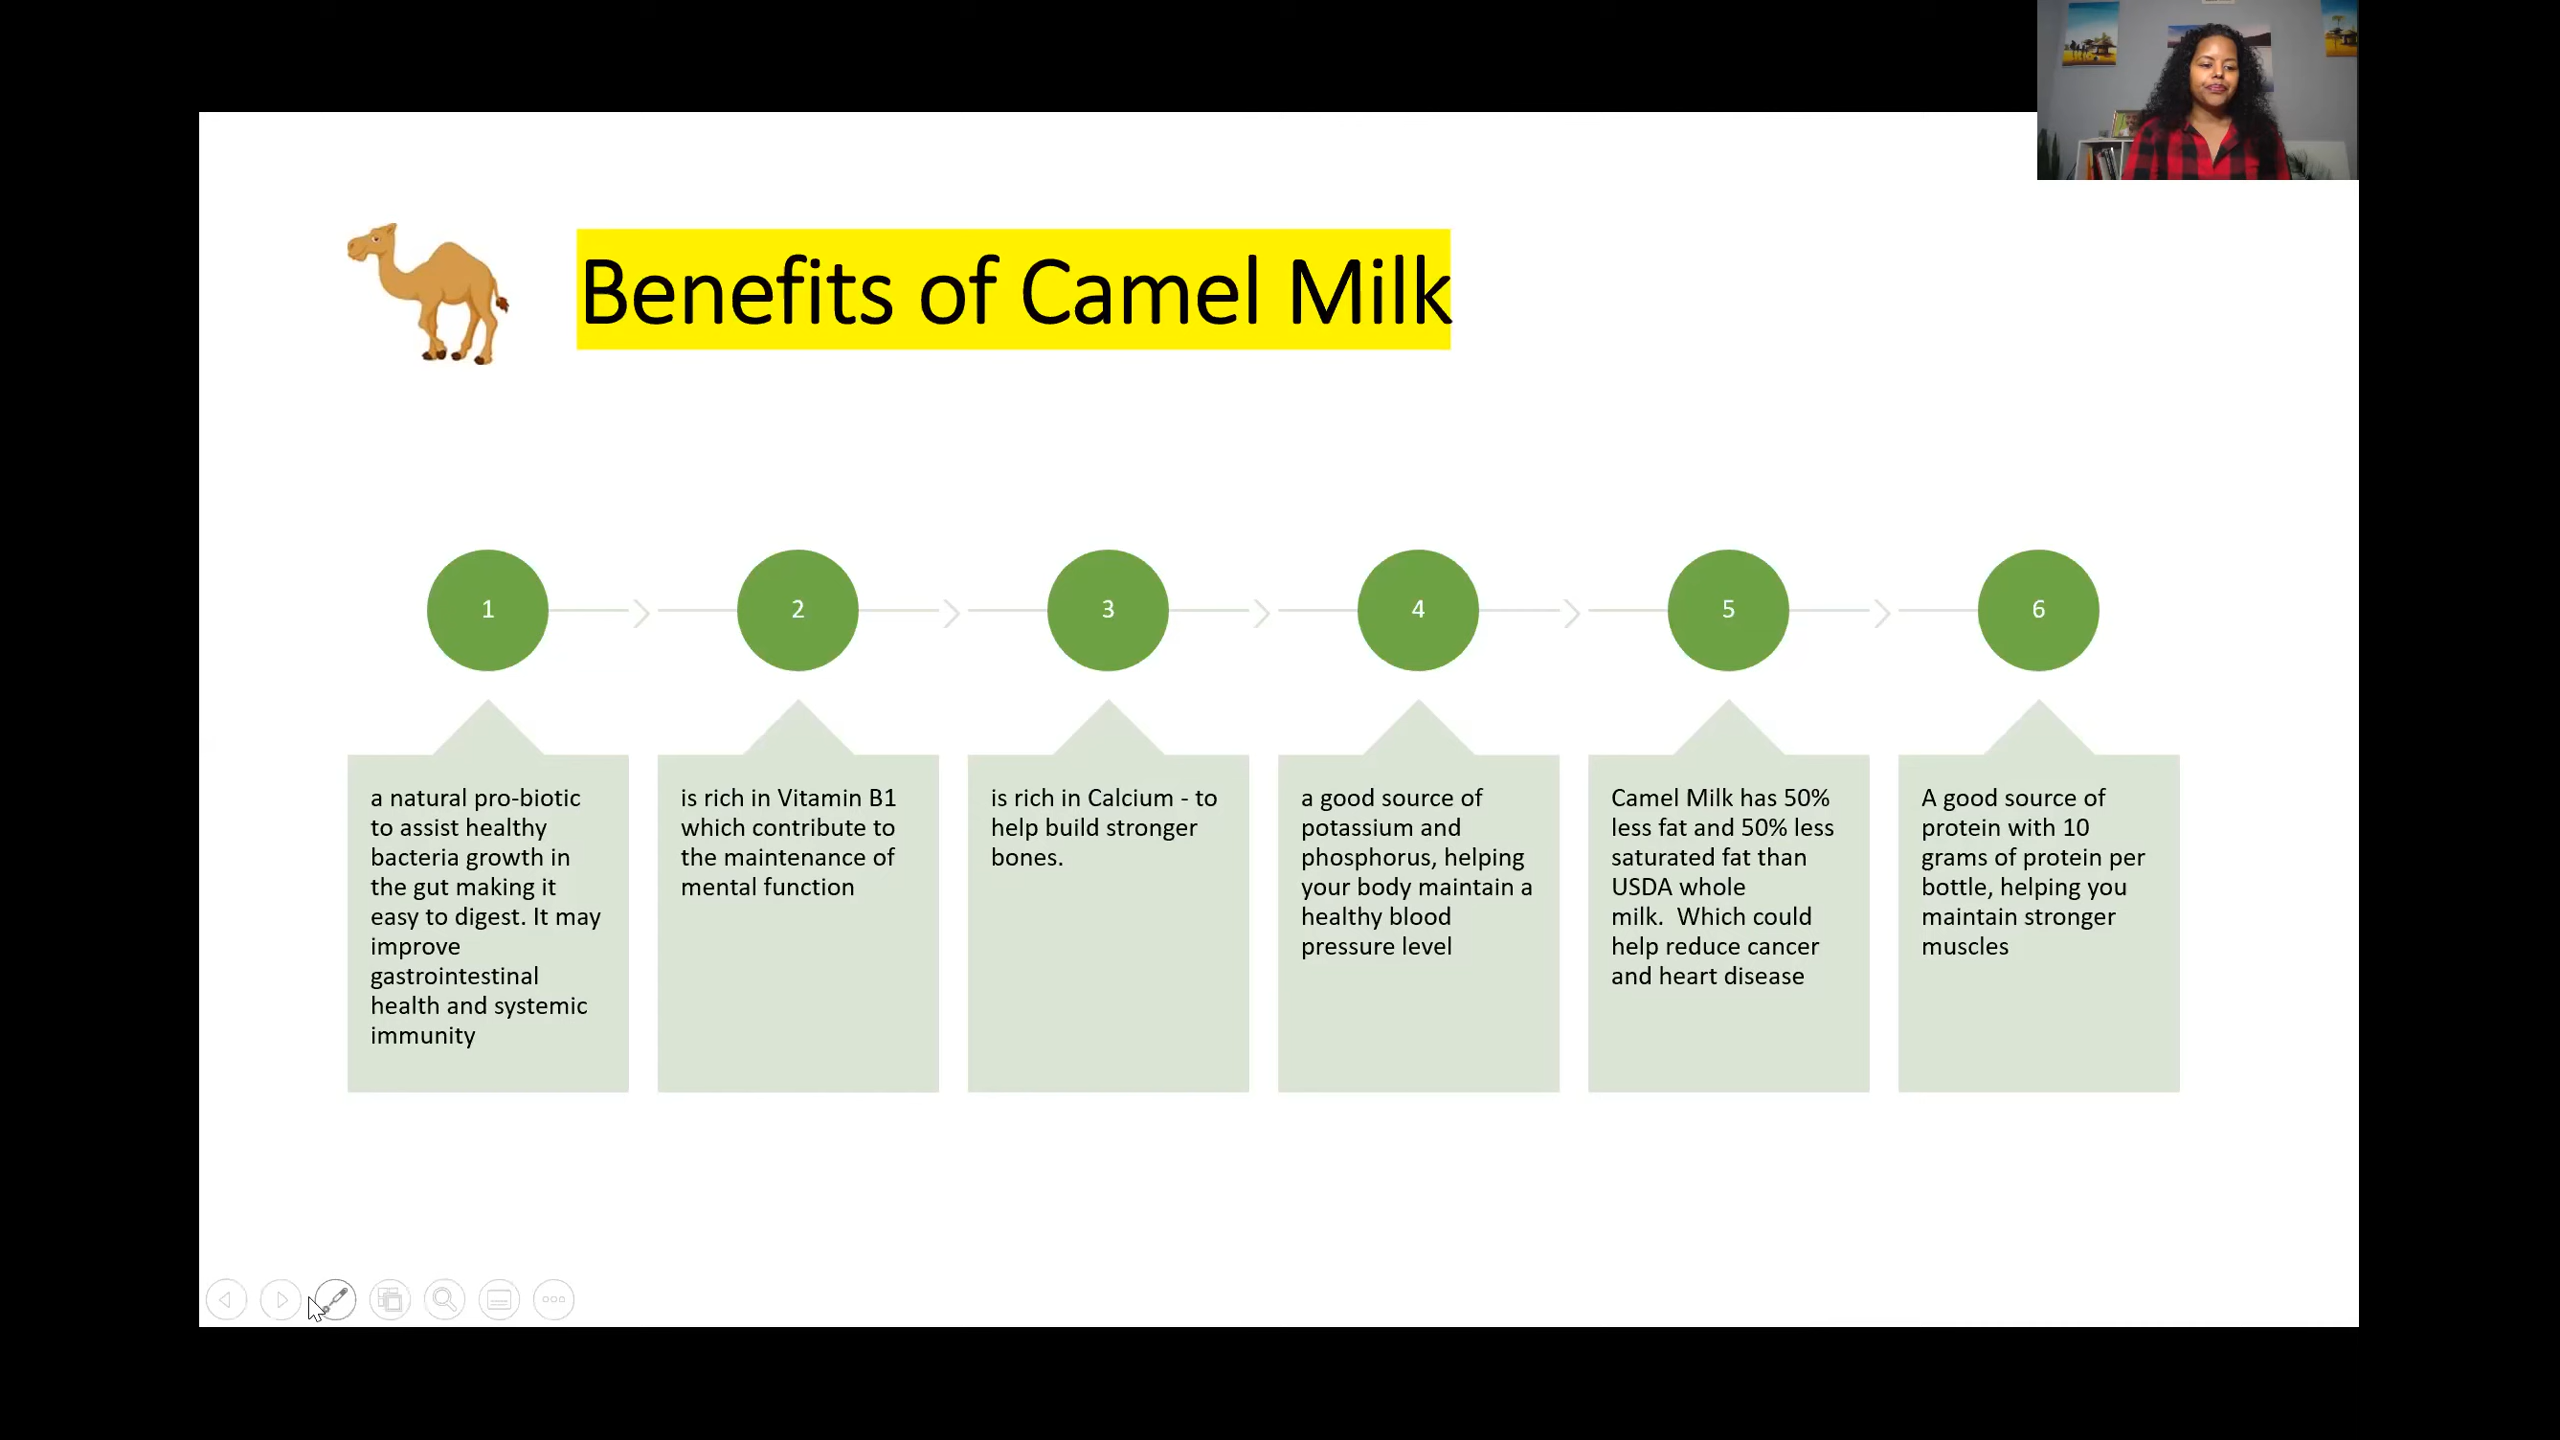 Benefits of Camel Milk
1
2
3
4
5
6
a natural pro-biotic
to assist healthy
bacteria growth in
the gut making it
easy to digest. It may
improve
gastrointestinal
health and systemic
immunity
is rich in Vitamin B1
which contribute to
the maintenance of
mental function
is rich in Calcium - to
help build stronger
bones.
a good source of
potassium and
phosphorus, helping
your body maintain a
healthy blood
pressure level
Camel Milk has 50%
less fat and 50% less
saturated fat than
USDA whole
milk.  Which could
help reduce cancer
and heart disease
A good source of
protein with 10
grams of protein per
bottle, helping you
maintain stronger
muscles